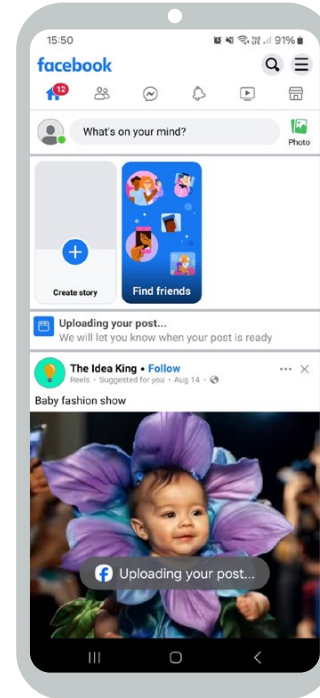 15:50
91%
facebook
12
What's on your mind?
Photo
Create story
Find friends
Uploading your post...
We will let you know when your post is ready
The Idea King • Follow
Reels • Suggested for you • Aug 14 •
Baby fashion show
Uploading your post...